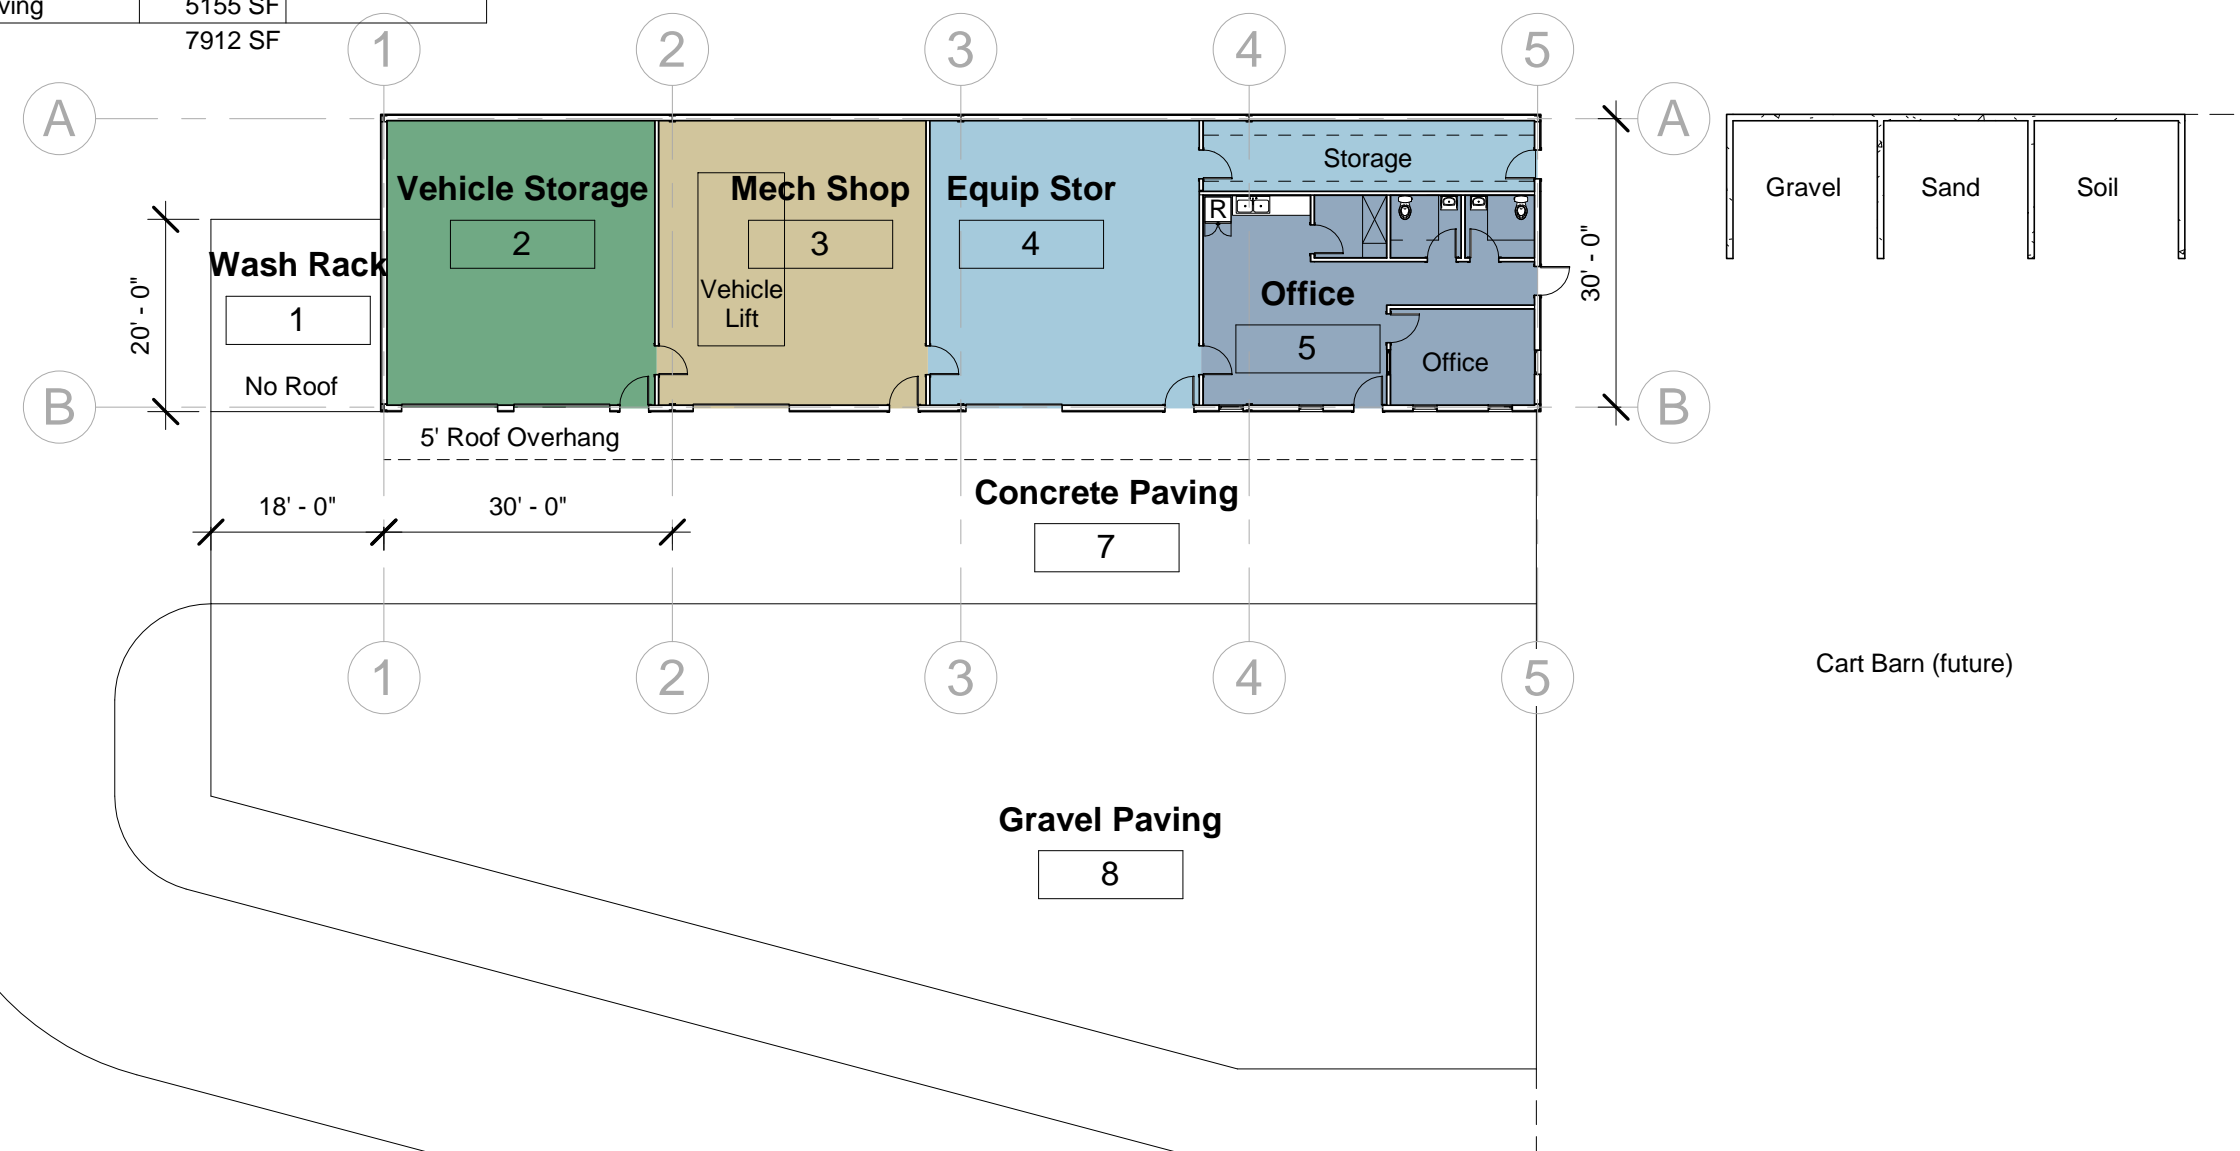 ving 5155 SF
7912 SF
1 2 3 4 5
A A
Gravel Sand Soil
Storage
Vehicle Storage Mech Shop Equip Stor
2 3 4
R
Wash Rack
1
Vehicle
Lift
Office
5
Office
No Roof
20' - 0"
30' - 0"
B B
5' Roof Overhang
18' - 0" 30' - 0"
Concrete Paving
7
1 2 3 4 5
Cart Barn (future)
Gravel Paving
8